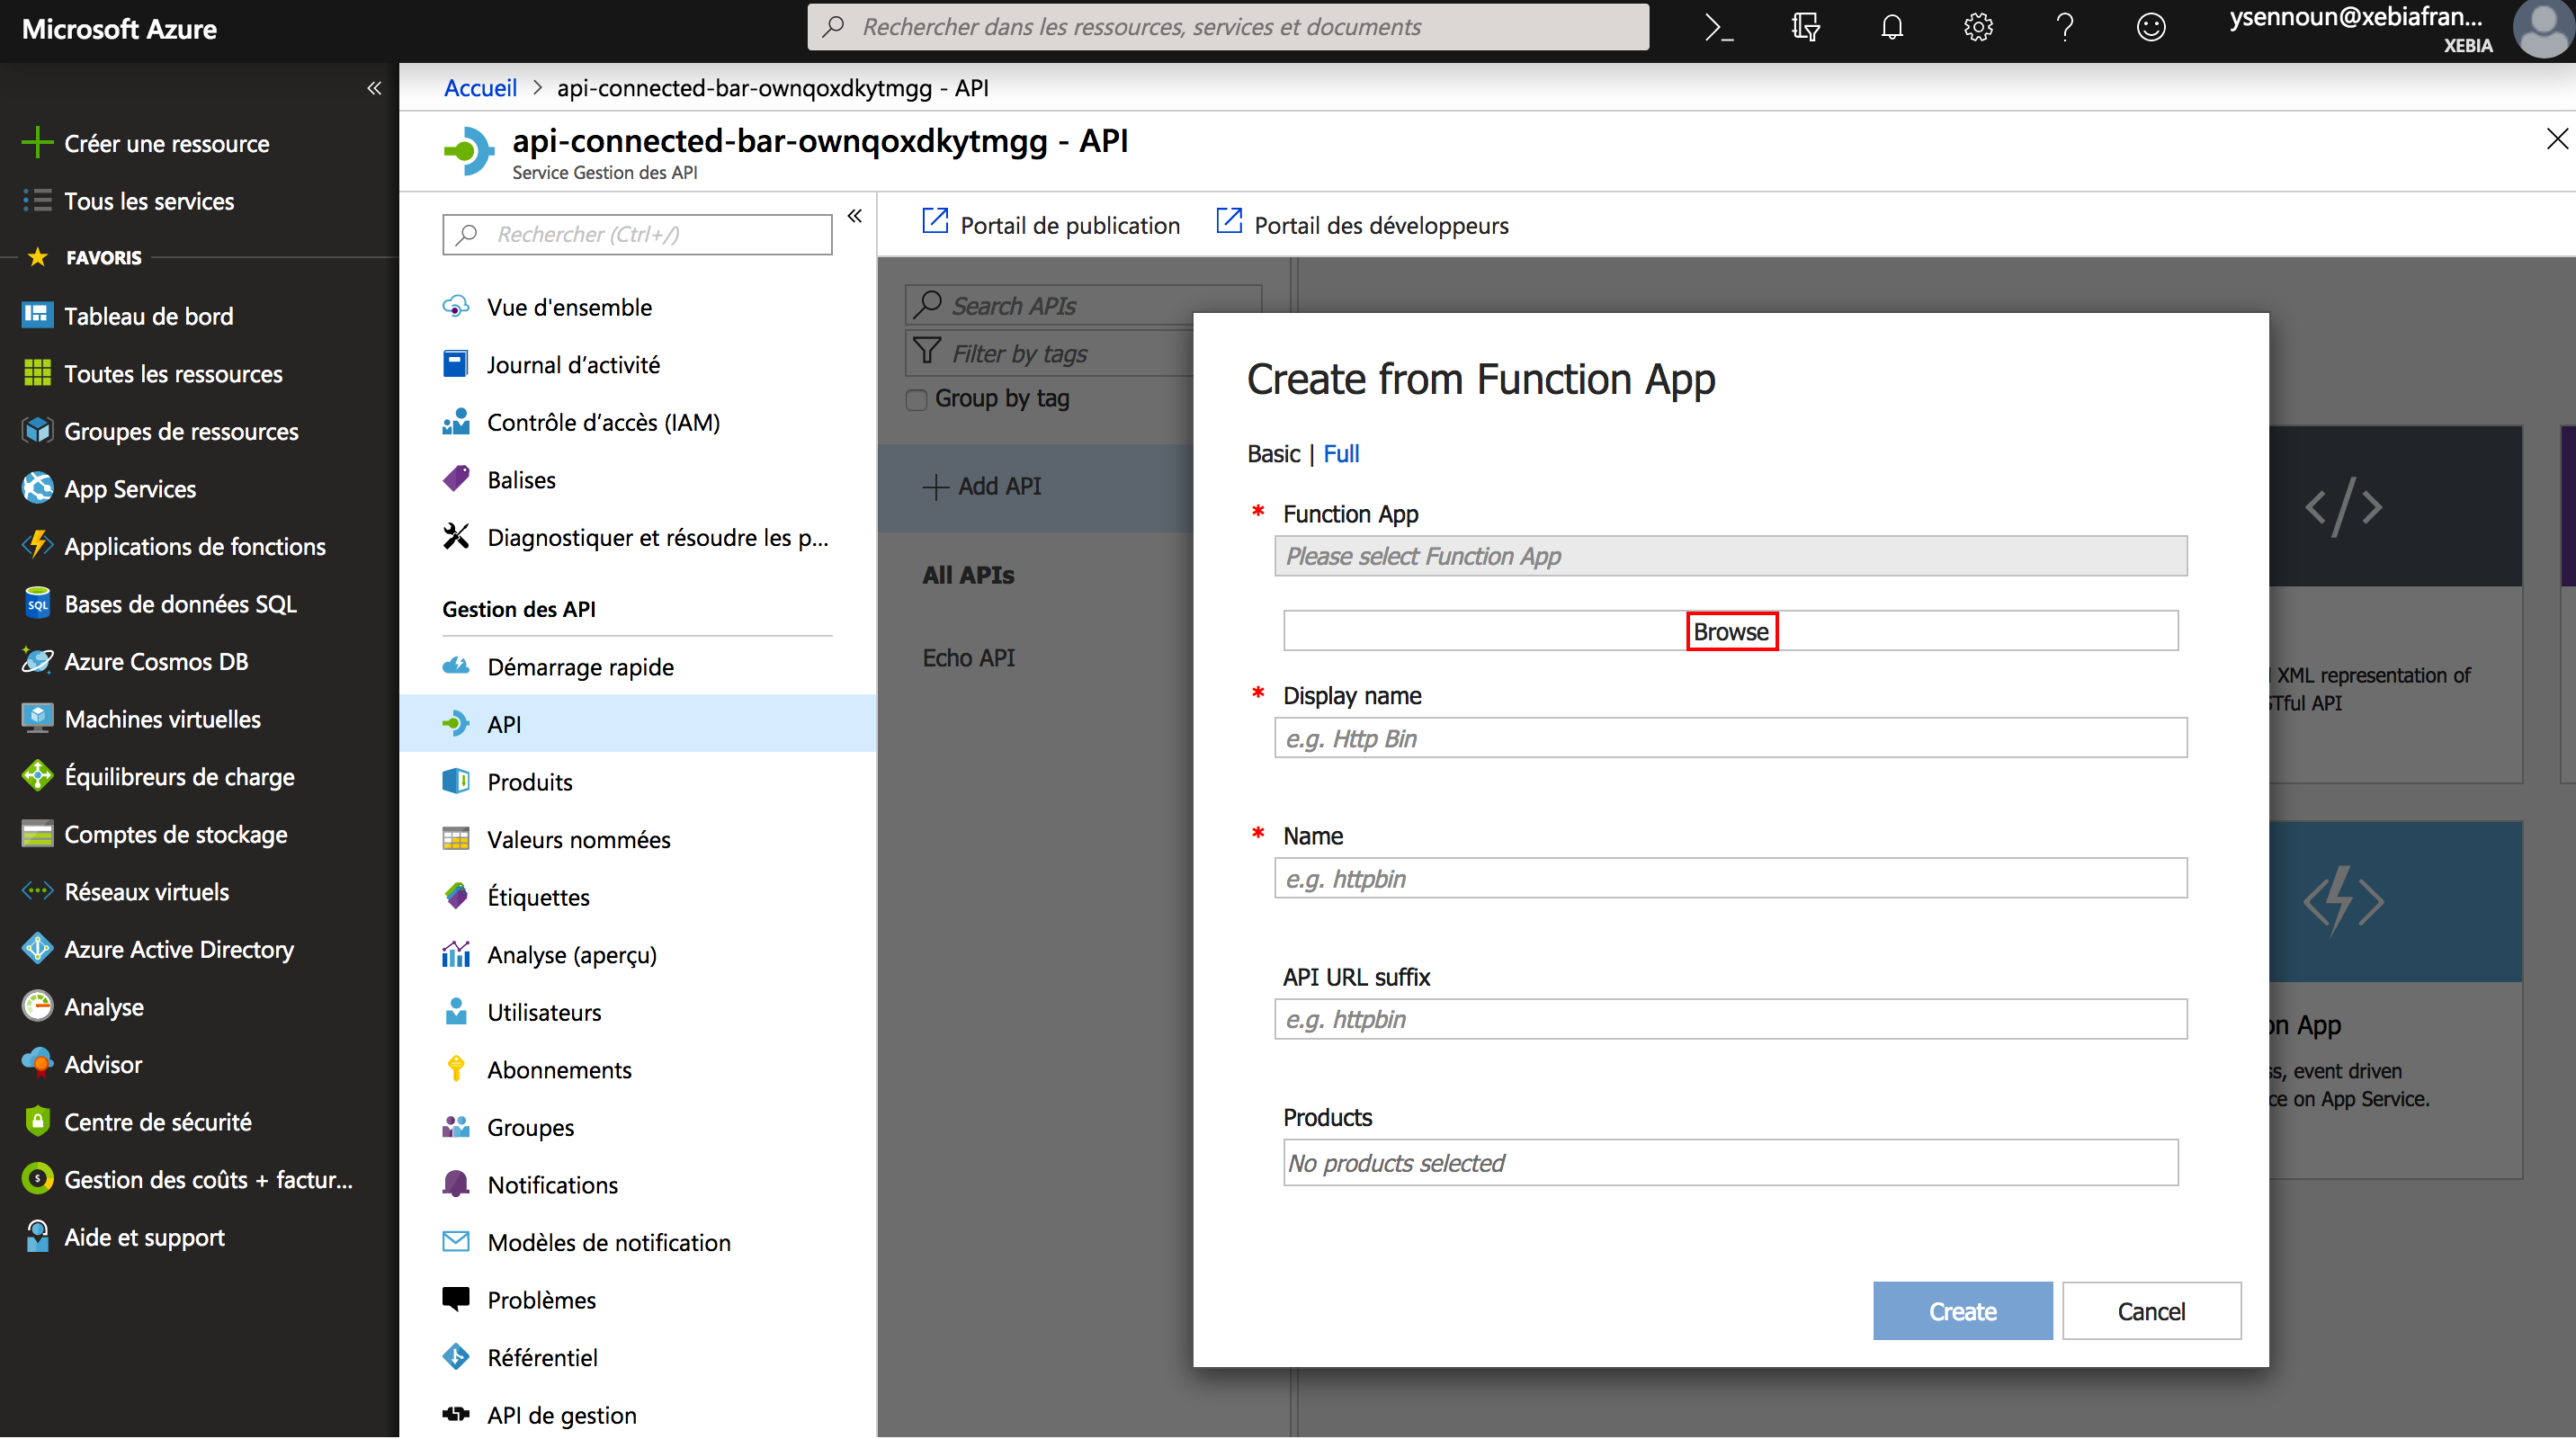 Microsoft Azure
Rechercher dans les ressources, services et documents
ysennoun@xebiafran...
XEBIA
Créer une ressource
Tous les services
FAVORIS
Tableau de bord
Toutes les ressources
Groupes de ressources
App Services
Applications de fonctions
SQL
Bases de données SQL
Azure Cosmos DB
Machines virtuelles
Équilibreurs de charge
Comptes de stockage
Réseaux virtuels
Azure Active Directory
Analyse
Advisor
Centre de sécurité
Gestion des coûts + factur...
Aide et support
Accueil > api-connected-bar-ownqoxdkytmgg - API
api-connected-bar-ownqoxdkytmgg - API
Service Gestion des API
Rechercher (Ctrl+/)
Vue d'ensemble
Journal d’activité
Contrôle d’accès (IAM)
Balises
Diagnostiquer et résoudre les p...
Gestion des API
Démarrage rapide
API
Produits
Valeurs nommées
Étiquettes
Analyse (aperçu)
Utilisateurs
Abonnements
Groupes
Notifications
Modèles de notification
Problèmes
Référentiel
API de gestion
Portail de publication
Portail des développeurs
Search APIs
Filter by tags
Group by tag
Add API
All APIs
Echo API
Create from Function App
Basic | Full
* Function App
Please select Function App
Browse
* Display name
e.g. Http Bin
* Name
e.g. httpbin
API URL suffix
e.g. httpbin
Products
No products selected
Create
Cancel
XML representation of
API
App
event driven
on App Service.